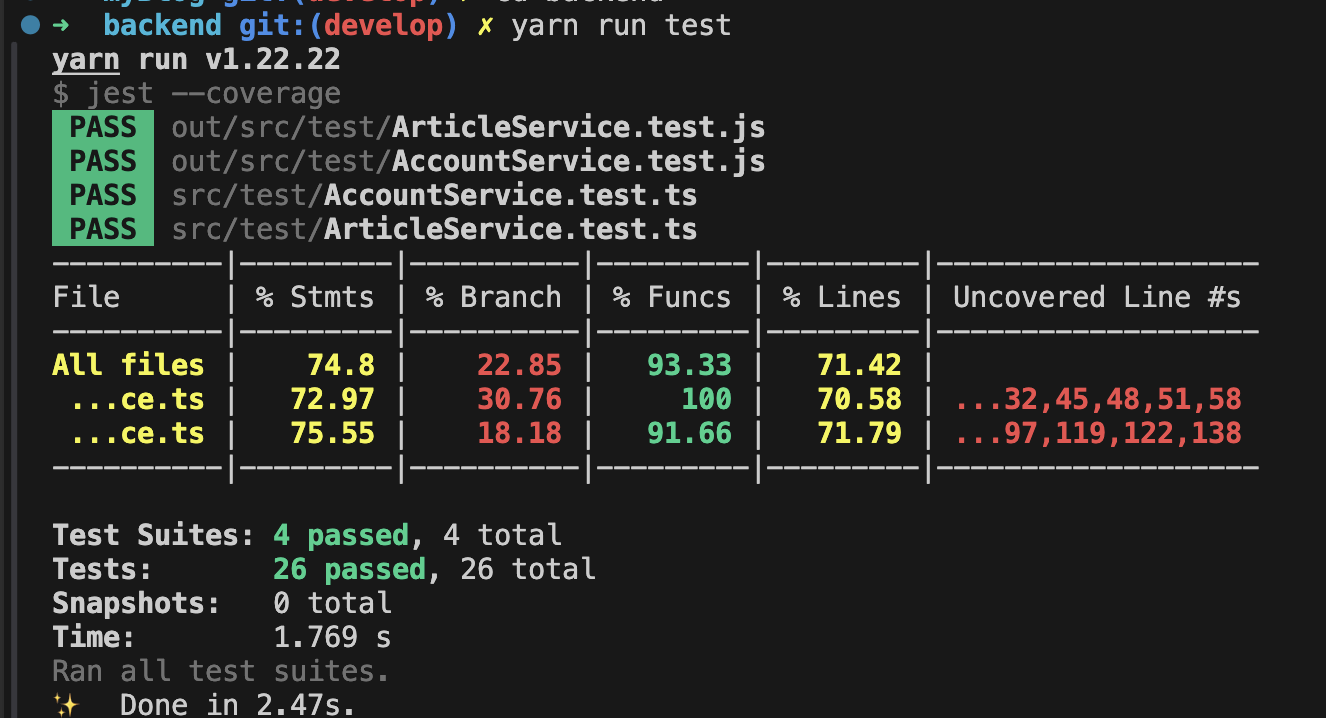 ➜ backend git:(develop) ✗ yarn run test
yarn run v1.22.22
$ jest --coverage
PASS out/src/test/ArticleService.test.js
PASS out/src/test/AccountService.test.js
PASS src/test/AccountService.test.ts
PASS src/test/ArticleService.test.ts
----------|---------|----------|---------|---------|-------------------
File      | % Stmts | % Branch | % Funcs | % Lines | Uncovered Line #s
----------|---------|----------|---------|---------|-------------------
All files |    74.8 |    22.85 |   93.33 |   71.42 |
 ...ce.ts |   72.97 |    30.76 |     100 |   70.58 | ...32,45,48,51,58
 ...ce.ts |   75.55 |    18.18 |   91.66 |   71.79 | ...97,119,122,138
----------|---------|----------|---------|---------|-------------------
Test Suites: 4 passed, 4 total
Tests:       26 passed, 26 total
Snapshots:   0 total
Time:        1.769 s
Ran all test suites.
✨  Done in 2.47s.